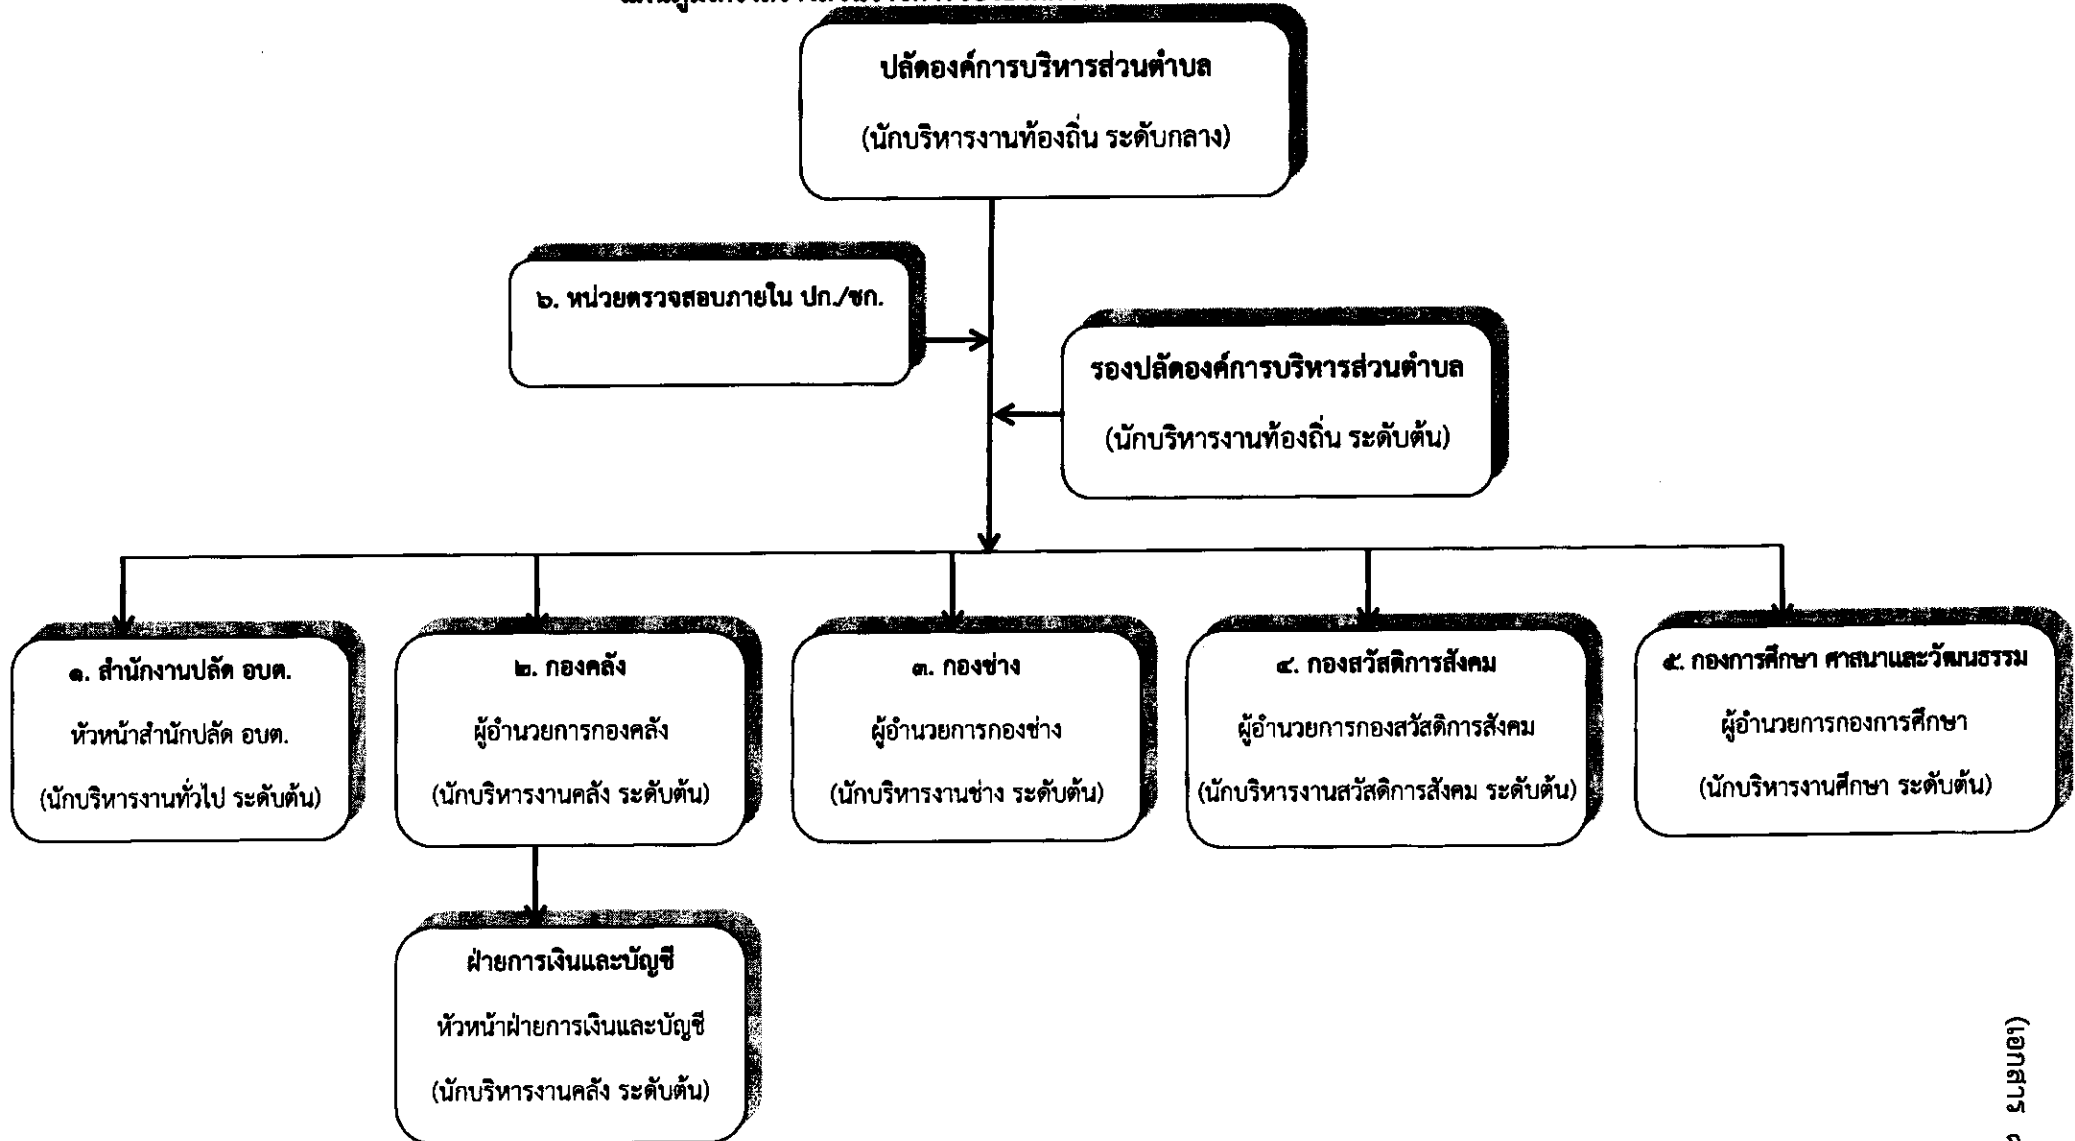 ปลัดองค์การบริหารส่วนตำบล
(นักบริหารงานท้องถิ่น ระดับกลาง)
๖. หน่วยตรวจสอบภายใน ปก./ชก.
รองปลัดองค์การบริหารส่วนตำบล
(นักบริหารงานท้องถิ่น ระดับต้น)
๑. สำนักงานปลัด อบต.
หัวหน้าสำนักปลัด อบต.
(นักบริหารงานทั่วไป ระดับต้น)
๒. กองคลัง
ผู้อำนวยการกองคลัง
(นักบริหารงานคลัง ระดับต้น)
๓. กองช่าง
ผู้อำนวยการกองช่าง
(นักบริหารงานช่าง ระดับต้น)
๔. กองสวัสดิการสังคม
ผู้อำนวยการกองสวัสดิการสังคม
(นักบริหารงานสวัสดิการสังคม ระดับต้น)
๕. กองการศึกษา ศาสนาและวัฒนธรรม
ผู้อำนวยการกองการศึกษา
(นักบริหารงานศึกษา ระดับต้น)
ฝ่ายการเงินและบัญชี
หัวหน้าฝ่ายการเงินและบัญชี
(นักบริหารงานคลัง ระดับต้น)
(เอกสาร